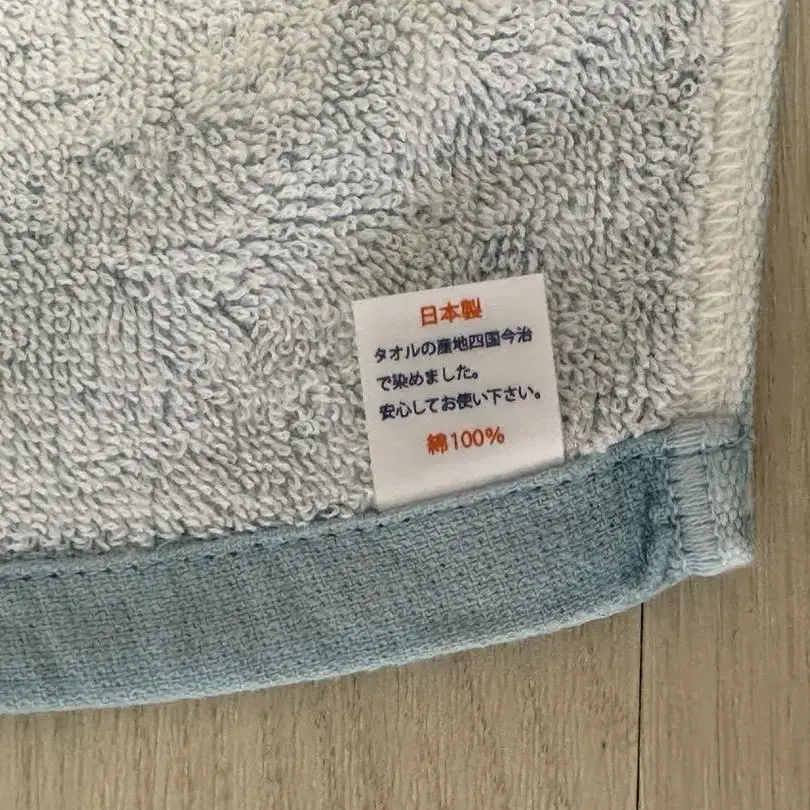 日本製
タオルの産地四国今治
で染めました。
安心してお使い下さい。
綿100%